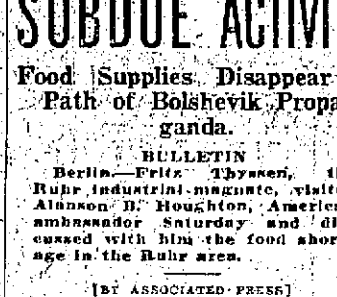 SUBDUE ACTIVI
Food Supplies Disappear
Path of Bolshevik Propa-
ganda.
BULLETIN
Berlin.—Fritz Thyssen, t
Ruhr industrial magnate, visit
Alanson B. Houghton, Americ
ambassador Saturday and di
cussed with him the food shor
age in the Ruhr area.
[BY ASSOCIATED PRESS]